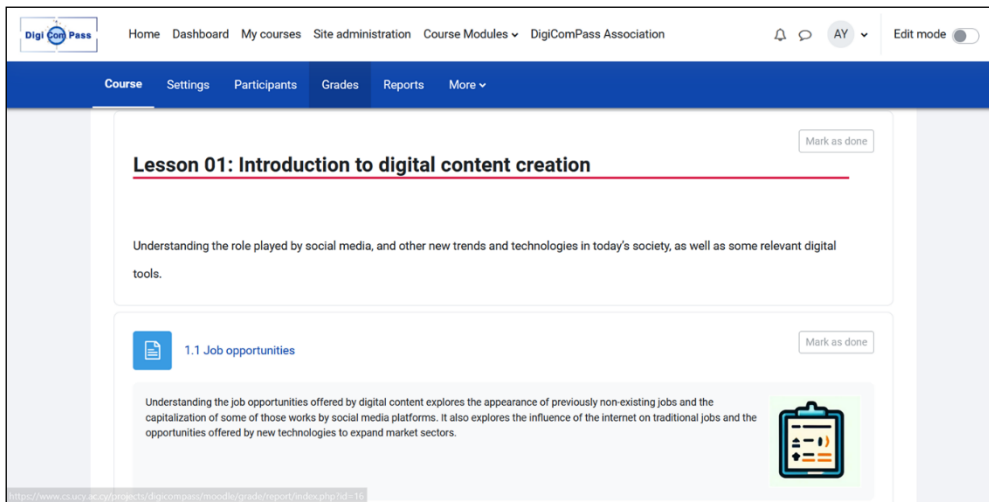 Digi Com Pass
Home Dashboard My courses Site administration Course Modules DigiComPass Association AY Edit mode
Course Settings Participants Grades Reports More
Mark as done
Lesson 01: Introduction to digital content creation
Understanding the role played by social media, and other new trends and technologies in today's society, as well as some relevant digital
tools.
1.1 Job opportunities
Mark as done
Understanding the job opportunities offered by digital content explores the appearance of previously non-existing jobs and the
capitalization of some of those works by social media platforms. It also explores the influence of the internet on traditional jobs and the
opportunities offered by new technologies to expand market sectors.
https://www.cs.ucy.ac.cy/projects/digicompass/moodle/grade/report/index.php?id=16